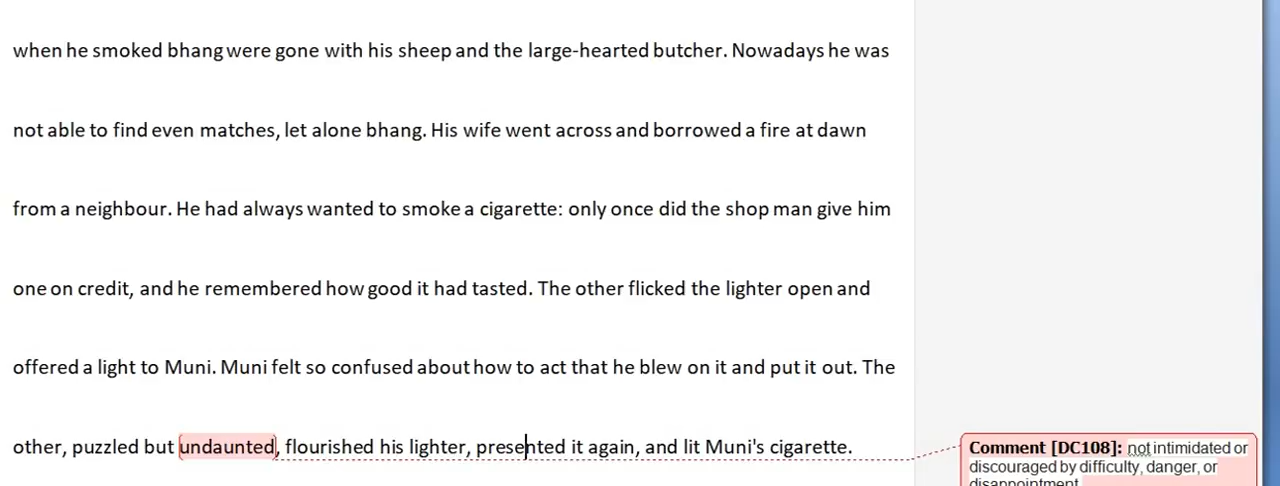 when he smoked bhang were gone with his sheep and the large-hearted butcher. Nowadays he was
not able to find even matches, let alone bhang. His wife went across and borrowed a fire at dawn
from a neighbour. He had always wanted to smoke a cigarette: only once did the shop man give him
one on credit, and he remembered how good it had tasted. The other flicked the lighter open and
offered a light to Muni. Muni felt so confused about how to act that he blew on it and put it out. The
other, puzzled but undaunted, flourished his lighter, presented it again, and lit Muni's cigarette.
Comment [DC108]: not intimidated or
discouraged by difficulty, danger, or
disappointment